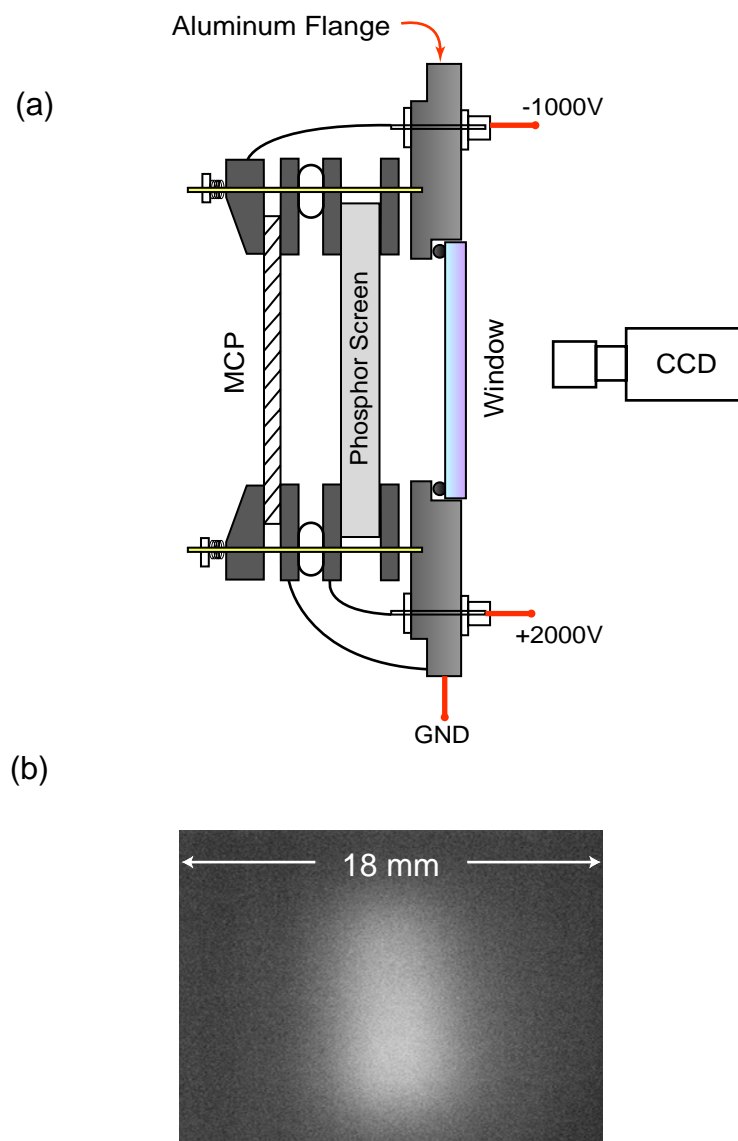 Aluminum Flange
(a)
-1000V
MCP
Phosphor Screen
Window
CCD
+2000V
GND
(b)
18 mm